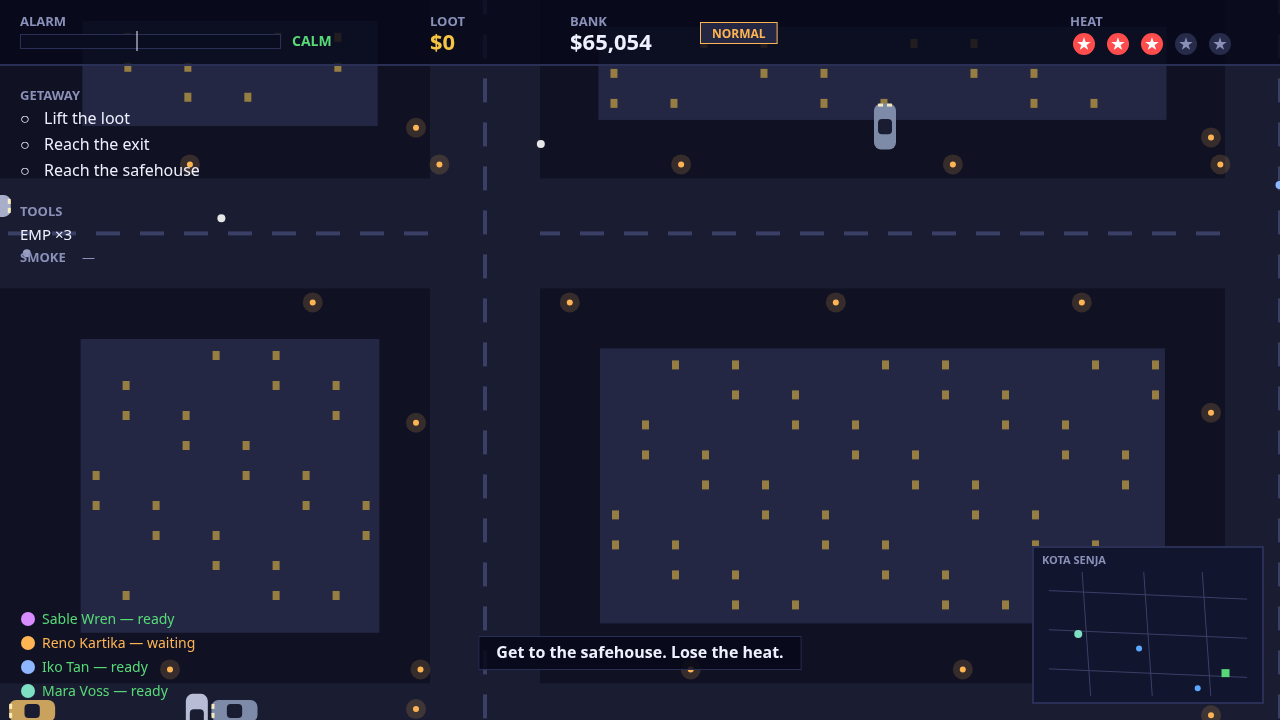 ALARM
CALM
LOOT
$0
BANK
$65,054
NORMAL
HEAT
GETAWAY
Lift the loot
Reach the exit
Reach the safehouse
TOOLS
EMP ×3
SMOKE —
Sable Wren — ready
Reno Kartika — waiting
Iko Tan — ready
Mara Voss — ready
Get to the safehouse. Lose the heat.
KOTA SENJA